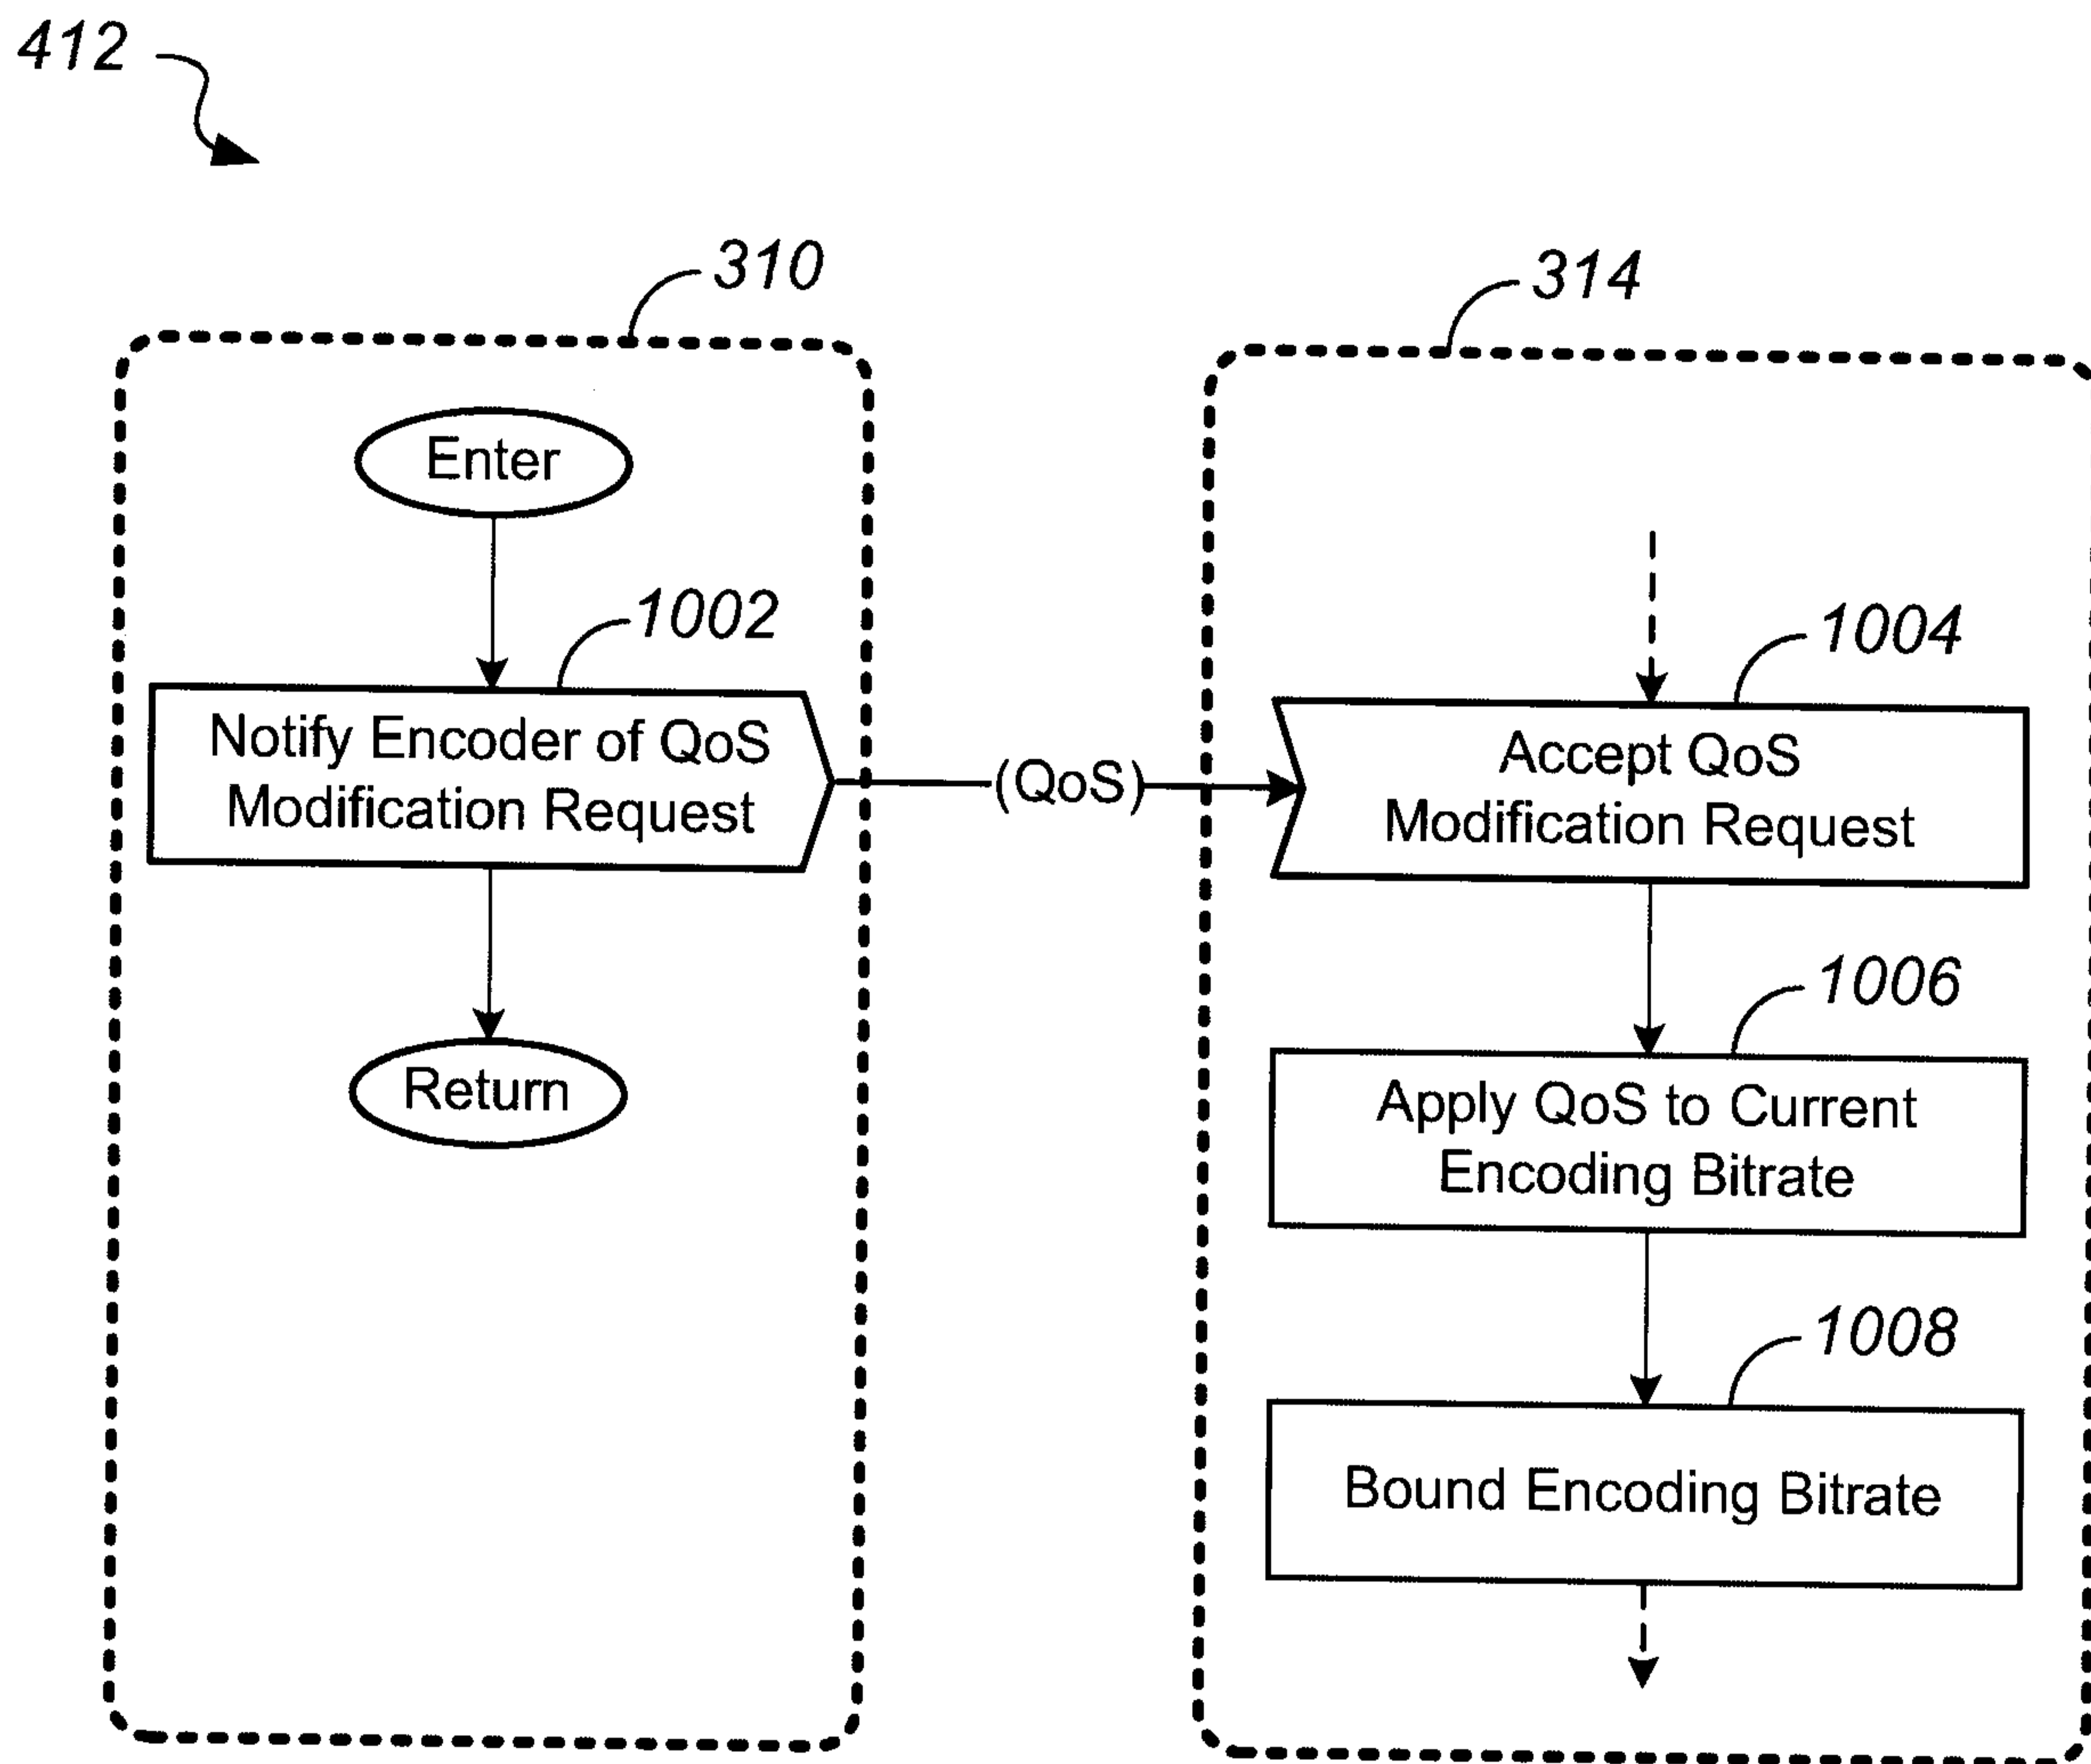 412
310
314
Enter
1002
1004
Notify Encoder of QoS
Modification Request
(QoS)
Accept QoS
Modification Request
1006
Return
Apply QoS to Current
Encoding Bitrate
1008
Bound Encoding Bitrate